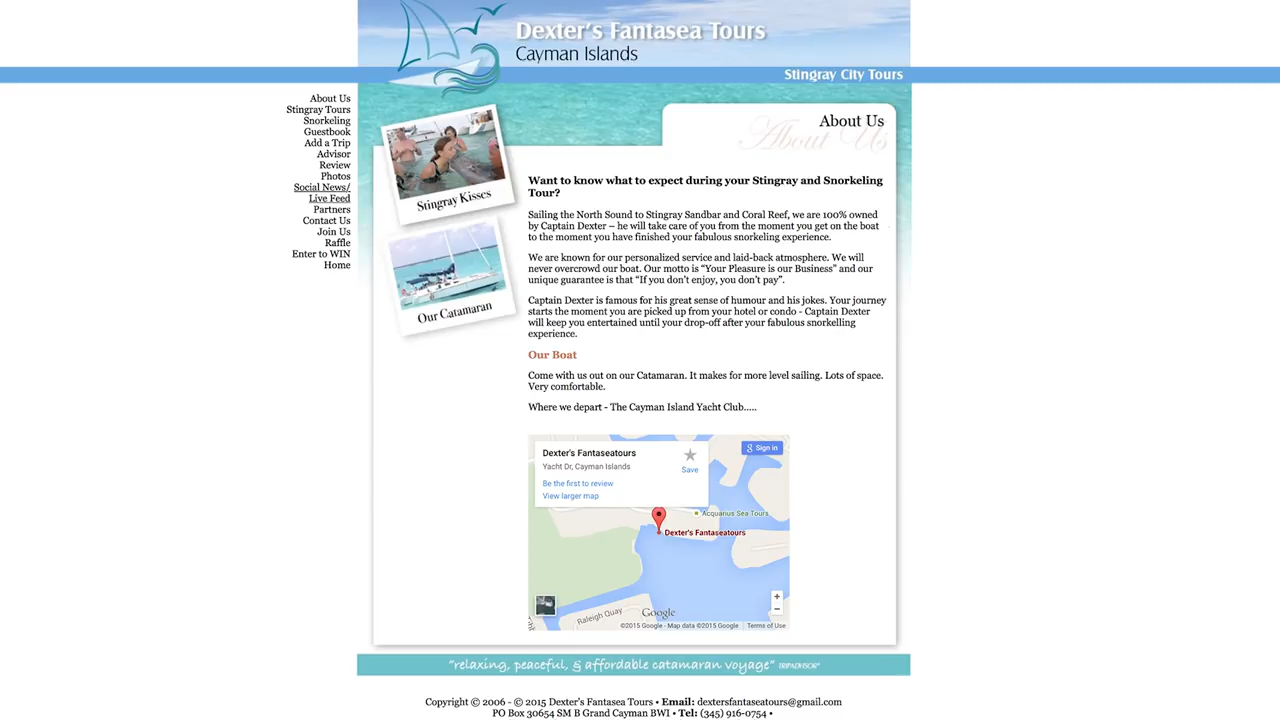 Dexter's Fantasea Tours
Cayman Islands
Stingray City Tours
About Us
Stingray Tours
Snorkeling
Guestbook
Add a Trip
Advisor
Review
Photos
Social News/
Live Feed
Partners
Contact Us
Join Us
Raffle
Enter to WIN
Home
Stingray Kisses
Our Catamaran
About Us
About Us
Want to know what to expect during your Stingray and Snorkeling
Tour?
Sailing the North Sound to Stingray Sandbar and Coral Reef, we are 100% owned
by Captain Dexter – he will take care of you from the moment you get on the boat
to the moment you have finished your fabulous snorkeling experience.
We are known for our personalized service and laid-back atmosphere. We will
never overcrowd our boat. Our motto is “Your Pleasure is our Business” and our
unique guarantee is that “If you don't enjoy, you don't pay”.
Captain Dexter is famous for his great sense of humour and his jokes. Your journey
starts the moment you are picked up from your hotel or condo - Captain Dexter
will keep you entertained until your drop-off after your fabulous snorkelling
experience.
Our Boat
Come with us out on our Catamaran. It makes for more level sailing. Lots of space.
Very comfortable.
Where we depart - The Cayman Island Yacht Club.....
Dexter's Fantaseatours
Yacht Dr, Cayman Islands
Save
Be the first to review
View larger map
Sign in
Acquarius Sea Tours
Dexter's Fantaseatours
Raleigh Quay
Google
©2015 Google - Map data ©2015 Google
Terms of Use
“relaxing, peaceful, & affordable catamaran voyage” TRIPADVISOR®
Copyright © 2006 - © 2015 Dexter's Fantasea Tours • Email: dextersfantaseatours@gmail.com
PO Box 30654 SM B Grand Cayman BWI • Tel: (345) 916-0754 •